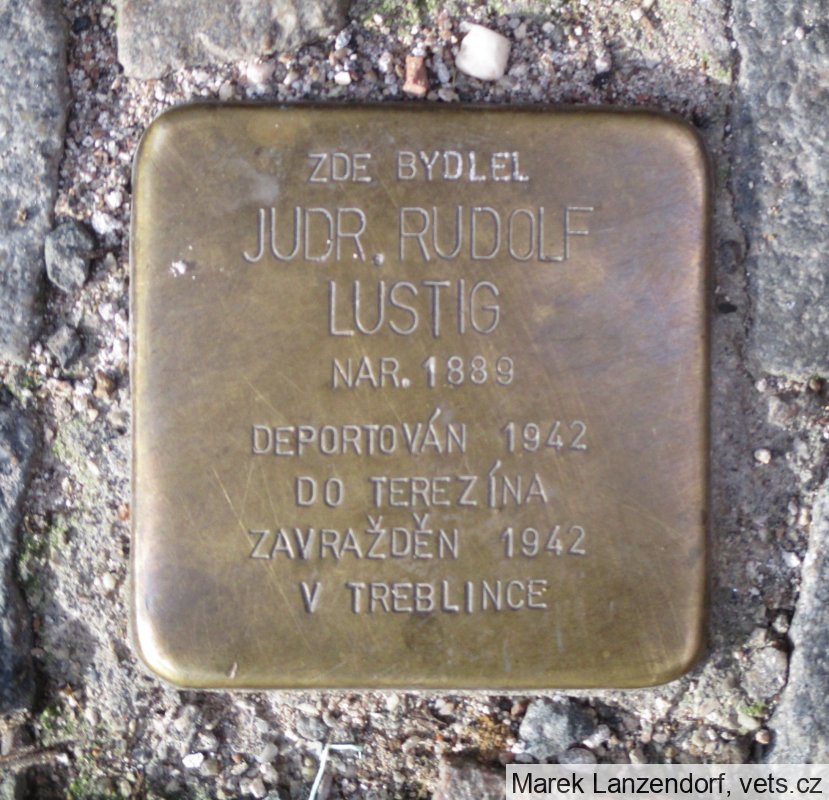 ZDE BYDLEL
JUDR. RUDOLF
LUSTIG
NAR. 1889
DEPORTOVÁN 1942
DO TEREZÍNA
ZAVRAŽDĚN 1942
V TREBLINCE
Marek Lanzendorf, vets.cz